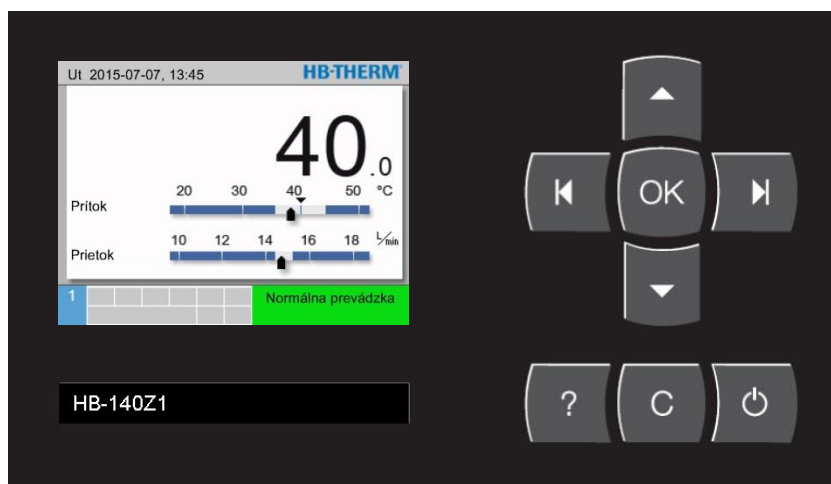 Ut 2015-07-07, 13:45 HB-THERM
40.0
20 30 40 50 °C
Prítok
10 12 14 16 18 L/min
Prietok
1 Normálna prevádzka
HB-140Z1
OK
? C